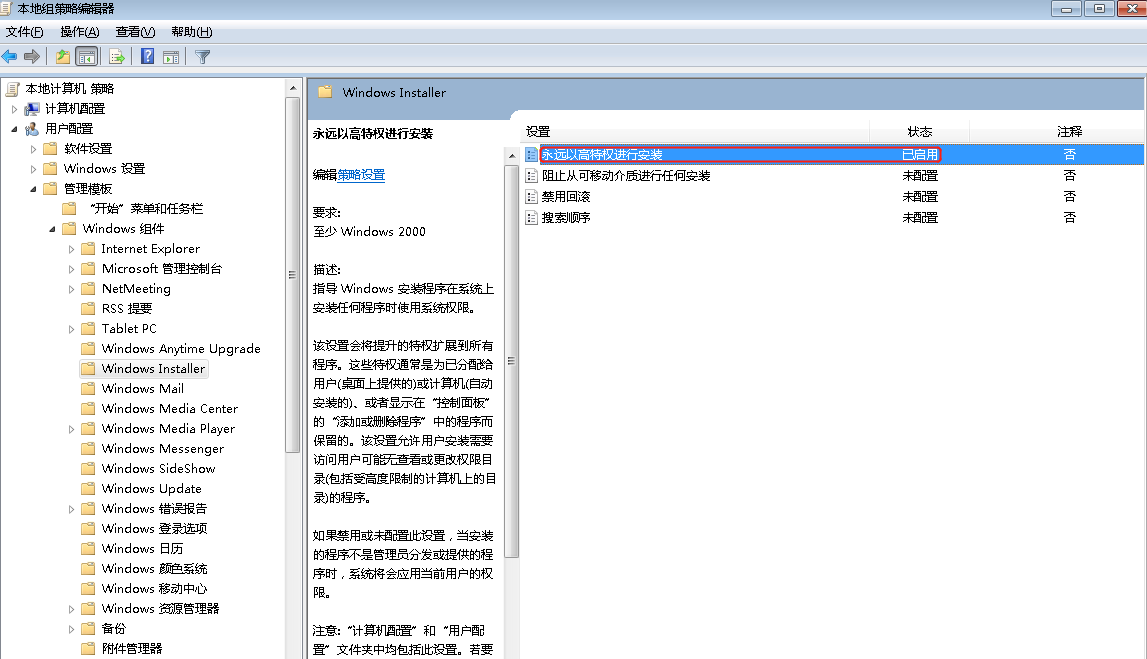 本地组策略编辑器
文件(F) 操作(A) 查看(V) 帮助(H)
本地计算机 策略
计算机配置
用户配置
软件设置
Windows 设置
管理模板
“开始”菜单和任务栏
Windows 组件
Internet Explorer
Microsoft 管理控制台
NetMeeting
RSS 提要
Tablet PC
Windows Anytime Upgrade
Windows Installer
Windows Mail
Windows Media Center
Windows Media Player
Windows Messenger
Windows SideShow
Windows Update
Windows 错误报告
Windows 登录选项
Windows 日历
Windows 颜色系统
Windows 移动中心
Windows 资源管理器
备份
附件管理器
Windows Installer
永远以高特权进行安装
编辑策略设置
要求:
至少 Windows 2000
描述:
指导 Windows 安装程序在系统上
安装任何程序时使用系统权限。
该设置会将提升的特权扩展到所有
程序。这些特权通常是为已分配给
用户(桌面上提供的)或计算机(自动
安装的)、或者显示在“控制面板”
的“添加或删除程序”中的程序而
保留的。该设置允许用户安装需要
访问用户可能无查看或更改权限目
录(包括受高度限制的计算机上的目
录)的程序。
如果禁用或未配置此设置，当安装
的程序不是管理员分发或提供的程
序时，系统将会应用当前用户的权
限。
注意:“计算机配置”和“用户配
置”文件夹中均包括此设置。若要
设置 状态 注释
永远以高特权进行安装 已启用 否
阻止从可移动介质进行任何安装 未配置 否
禁用回滚 未配置 否
搜索顺序 未配置 否